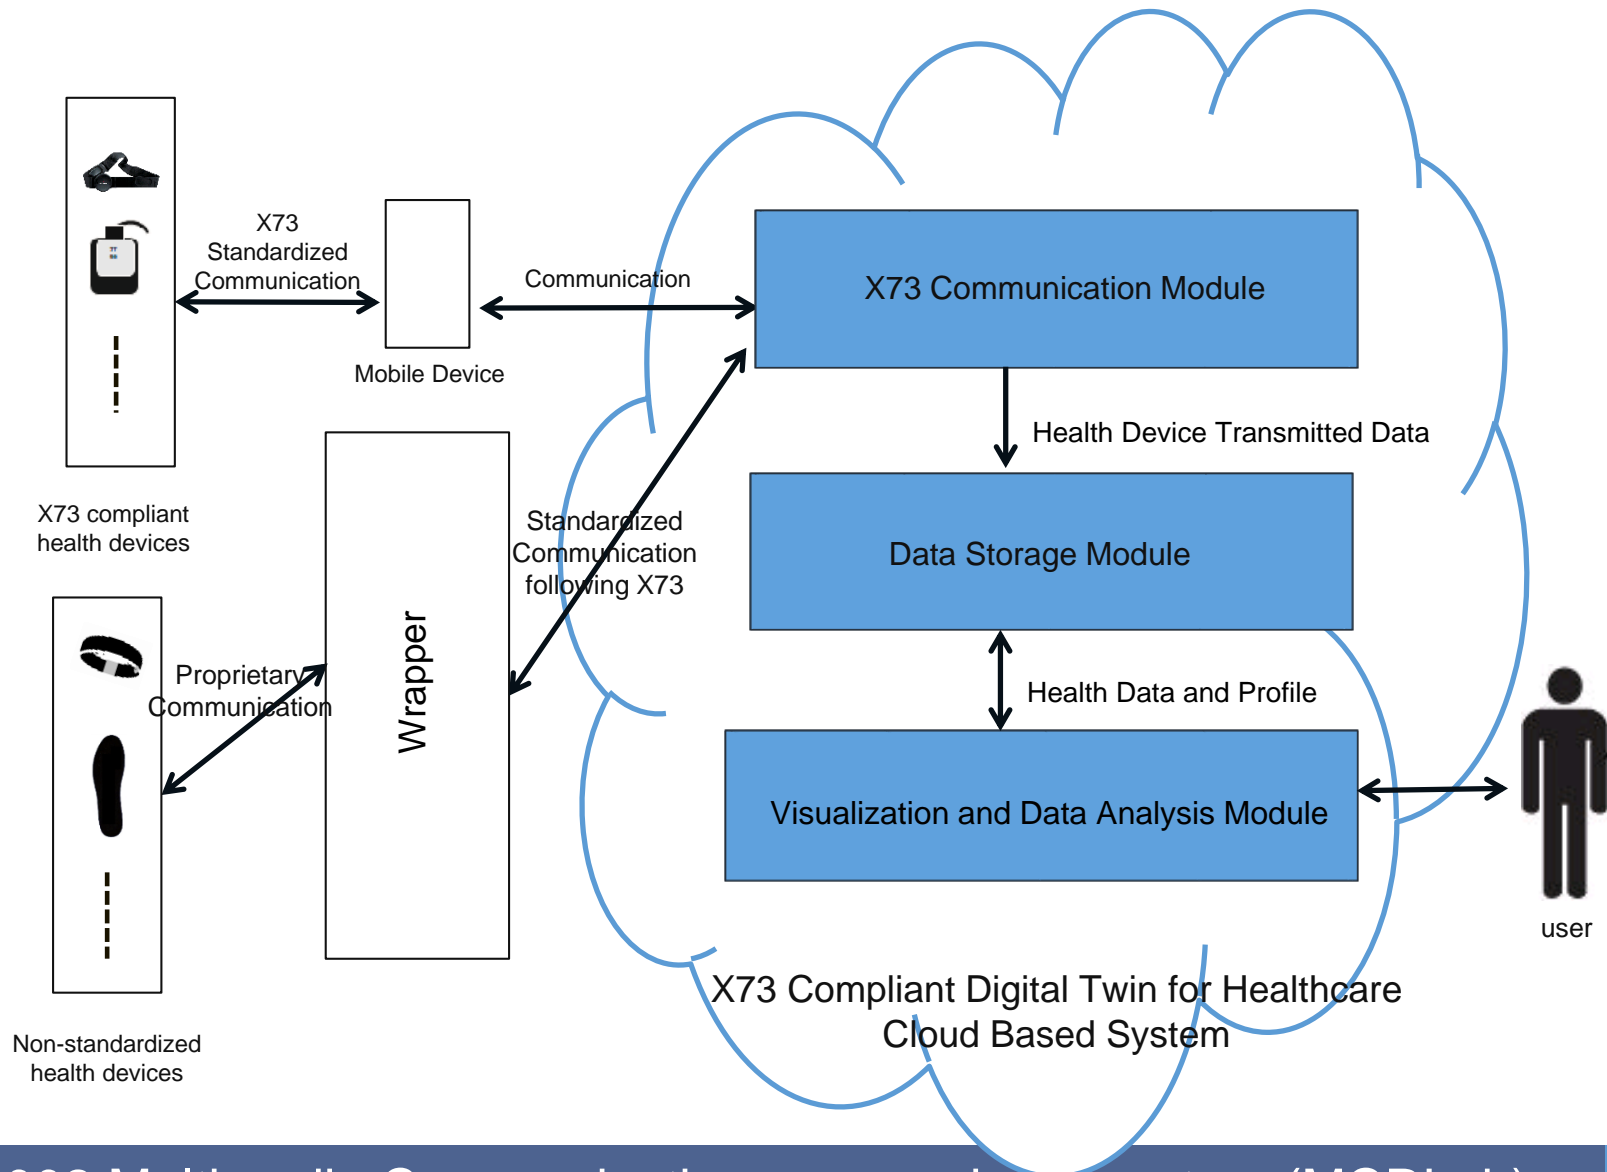 X73
Standardized
Communication
Communication
X73 Communication Module
Mobile Device
Health Device Transmitted Data
X73 compliant
health devices
Standardized
Communication
following X73
Data Storage Module
Wrapper
Proprietary
Communication
Health Data and Profile
Visualization and Data Analysis Module
user
X73 Compliant Digital Twin for Healthcare
Cloud Based System
Non-standardized
health devices